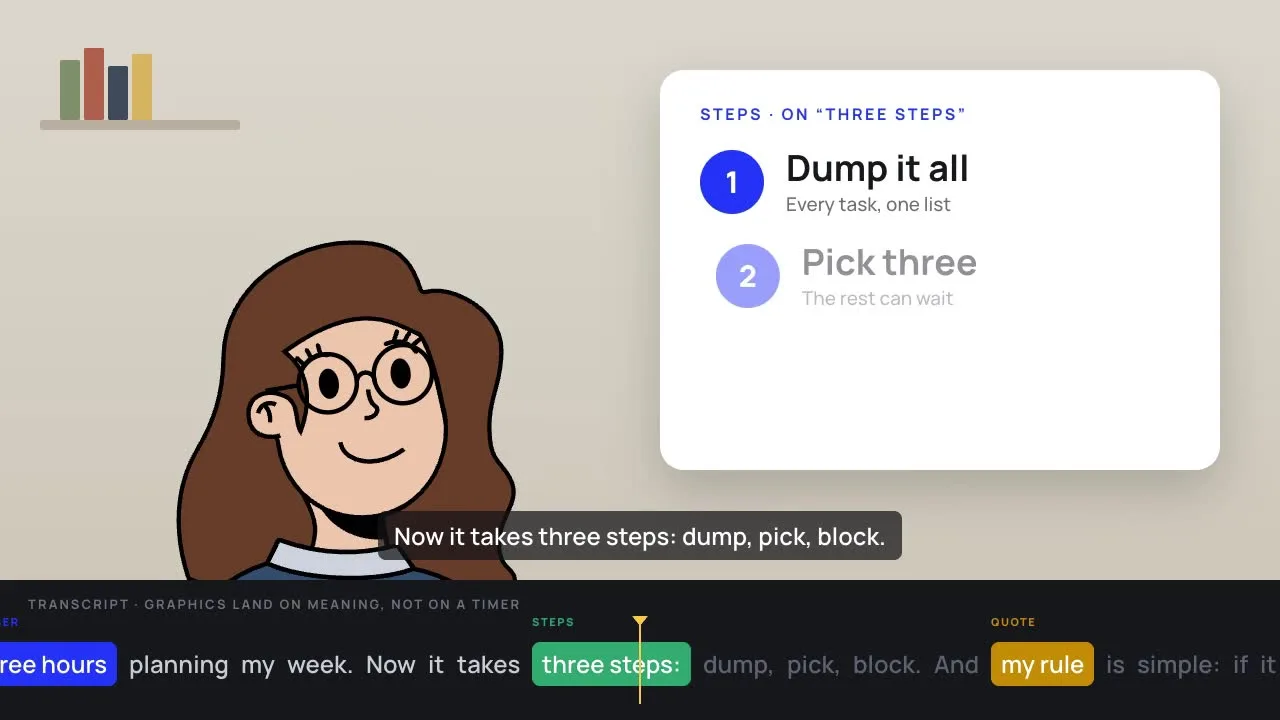 STEPS · ON “THREE STEPS”
1
Dump it all
Every task, one list
2
Pick three
The rest can wait
Now it takes three steps: dump, pick, block.
TRANSCRIPT · GRAPHICS LAND ON MEANING, NOT ON A TIMER
STEPS
QUOTE
hours planning my week. Now it takes three steps: dump, pick, block. And my rule is simple: if it